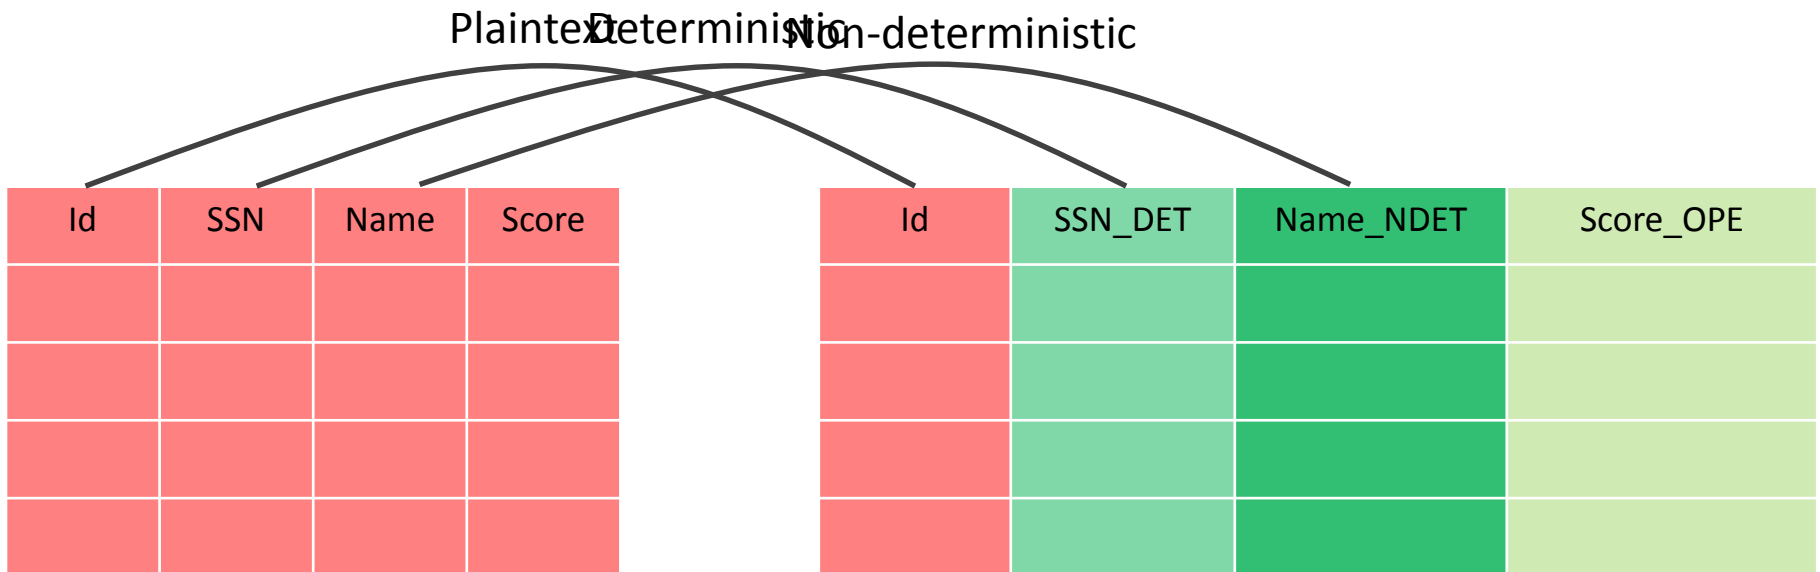 Plaintext Deterministic Non-deterministic
Id SSN Name Score Id SSN_DET Name_NDET Score_OPE